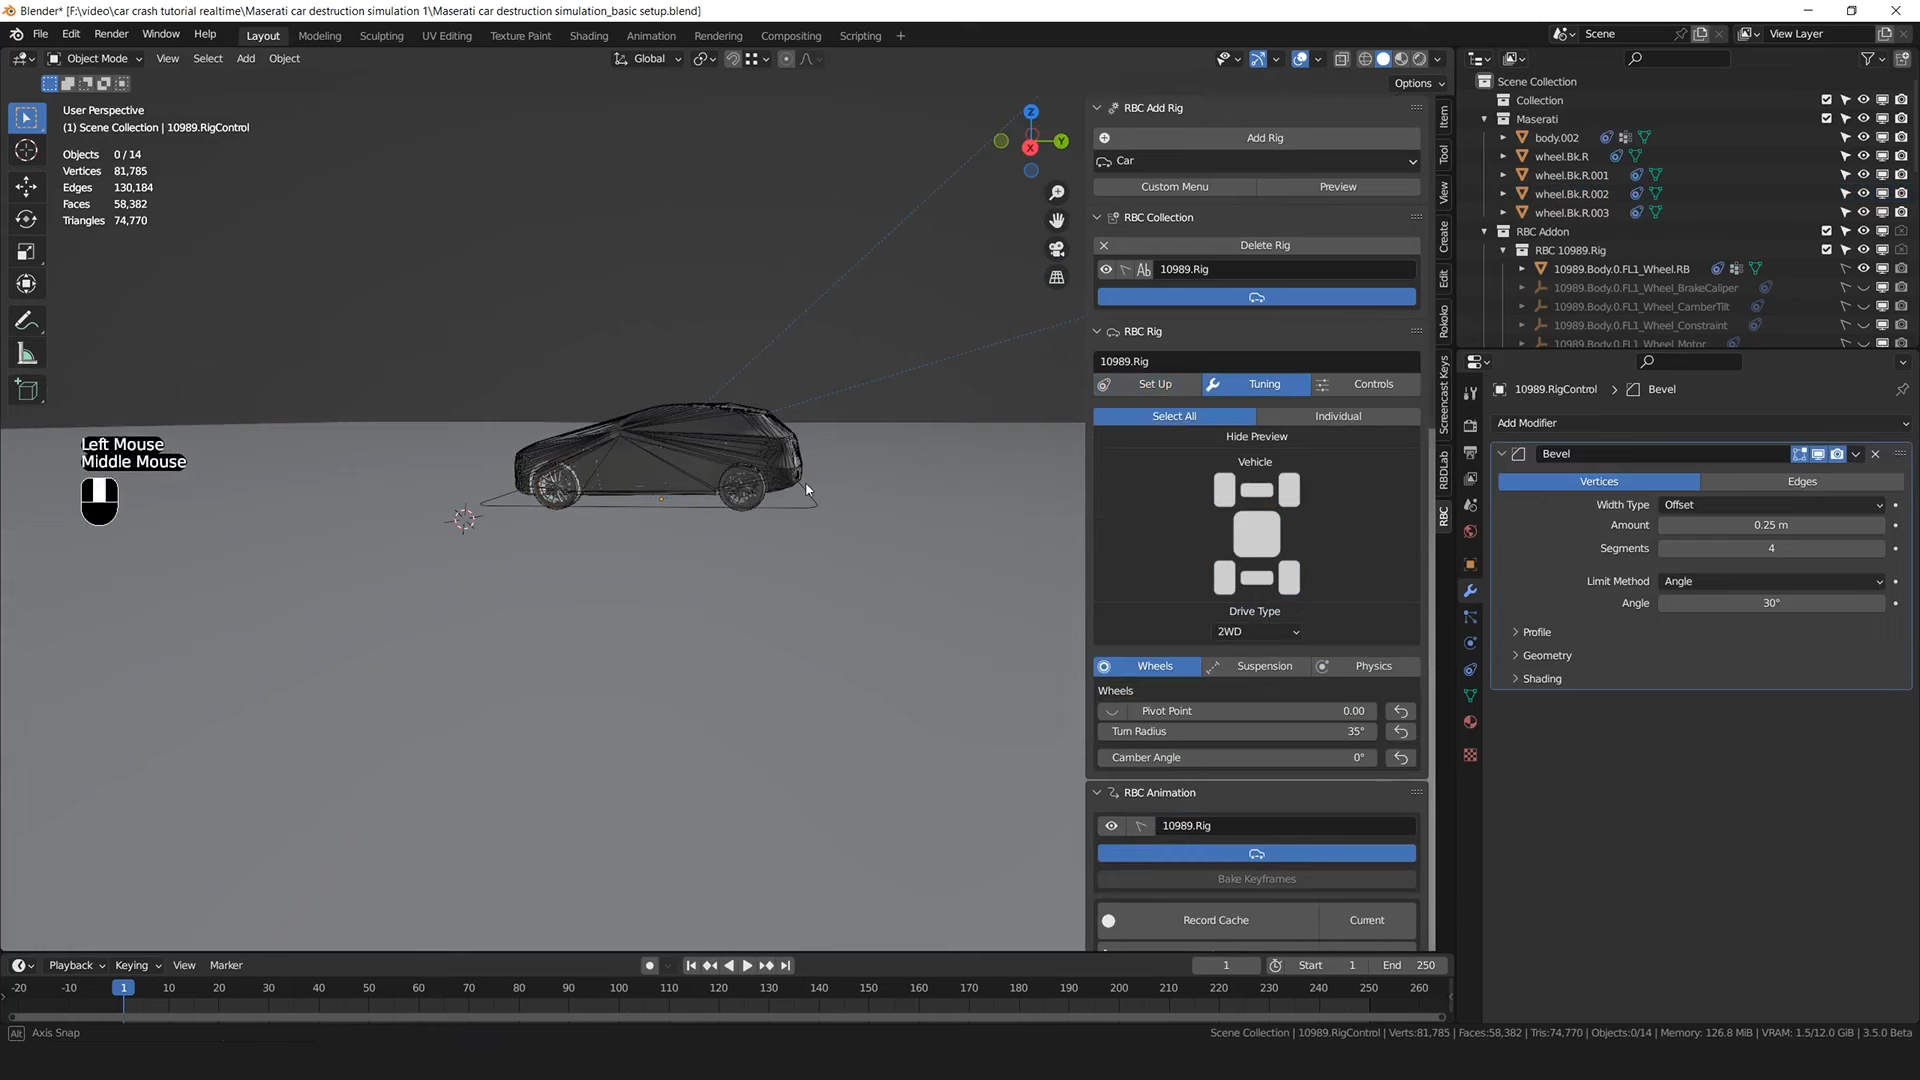 Blender* [F:\video\car crash tutorial realtime\Maserati car destruction simulation 1\Maserati car destruction simulation_basic setup.blend]
File Edit Render Window Help Layout Modeling Sculpting UV Editing Texture Paint Shading Animation Rendering Compositing Scripting + Scene View Layer
Object Mode View Select Add Object Global
Options
User Perspective
(1) Scene Collection | 10989.RigControl
Objects 0 / 14
Vertices 81,785
Edges 130,184
Faces 58,382
Triangles 74,770
Z
Y
X
Left Mouse
Middle Mouse
RBC Add Rig
Add Rig
Car
Custom Menu Preview
RBC Collection
Delete Rig
Ab 10989.Rig
RBC Rig
10989.Rig
Set Up Tuning Controls
Select All Individual
Hide Preview
Vehicle
Drive Type
2WD
Wheels Suspension Physics
Wheels
Pivot Point 0.00
Turn Radius 35°
Camber Angle 0°
RBC Animation
10989.Rig
Bake Keyframes
Record Cache Current
Item
Tool
View
Create
Edit
Rokoko
Screencast Keys
RBDLab
RBC
Scene Collection
Collection
Maserati
body.002
wheel.Bk.R
wheel.Bk.R.001
wheel.Bk.R.002
wheel.Bk.R.003
RBC Addon
RBC 10989.Rig
10989.Body.0.FL1_Wheel.RB
10989.Body.0.FL1_Wheel_BrakeCaliper
10989.Body.0.FL1_Wheel_CamberTilt
10989.Body.0.FL1_Wheel_Constraint
10989.Body.0.FL1_Wheel_Motor
10989.RigControl > Bevel
Add Modifier
Bevel
Vertices Edges
Width Type Offset
Amount 0.25 m
Segments 4
Limit Method Angle
Angle 30°
Profile
Geometry
Shading
Playback Keying View Marker 1 Start 1 End 250
-20 -10 1 10 20 30 40 50 60 70 80 90 100 110 120 130 140 150 160 170 180 190 200 210 220 230 240 250 260
Alt Axis Snap
Scene Collection | 10989.RigControl | Verts:81,785 | Faces:58,382 | Tris:74,770 | Objects:0/14 | Memory: 126.8 MiB | VRAM: 1.5/12.0 GiB | 3.5.0 Beta